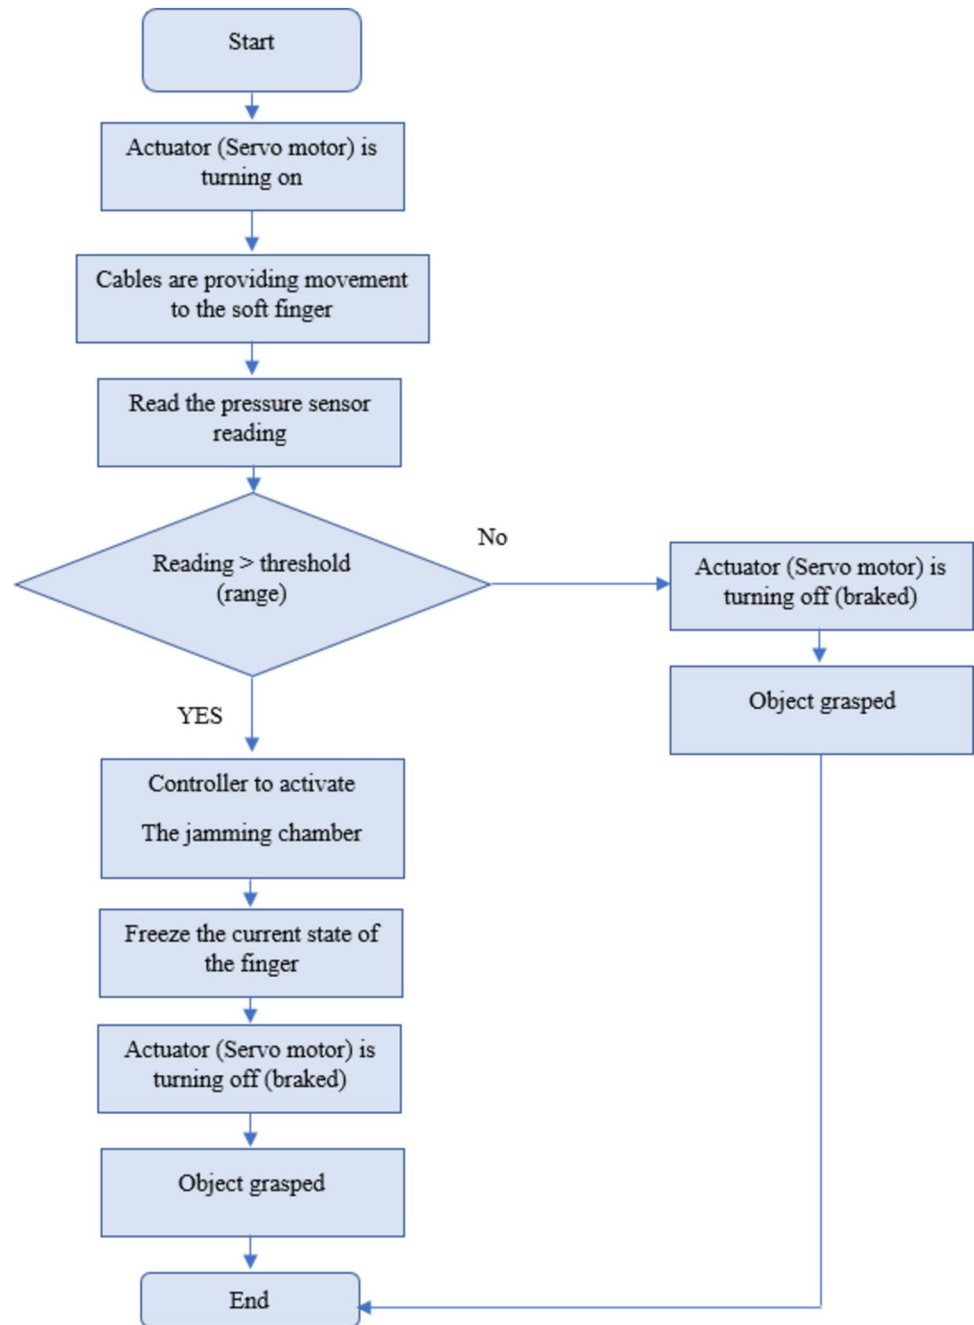 Start
Actuator (Servo motor) is
turning on
Cables are providing movement
to the soft finger
Read the pressure sensor
reading
Reading > threshold
(range)
No
Actuator (Servo motor) is
turning off (braked)
Object grasped
YES
Controller to activate
The jamming chamber
Freeze the current state of
the finger
Actuator (Servo motor) is
turning off (braked)
Object grasped
End